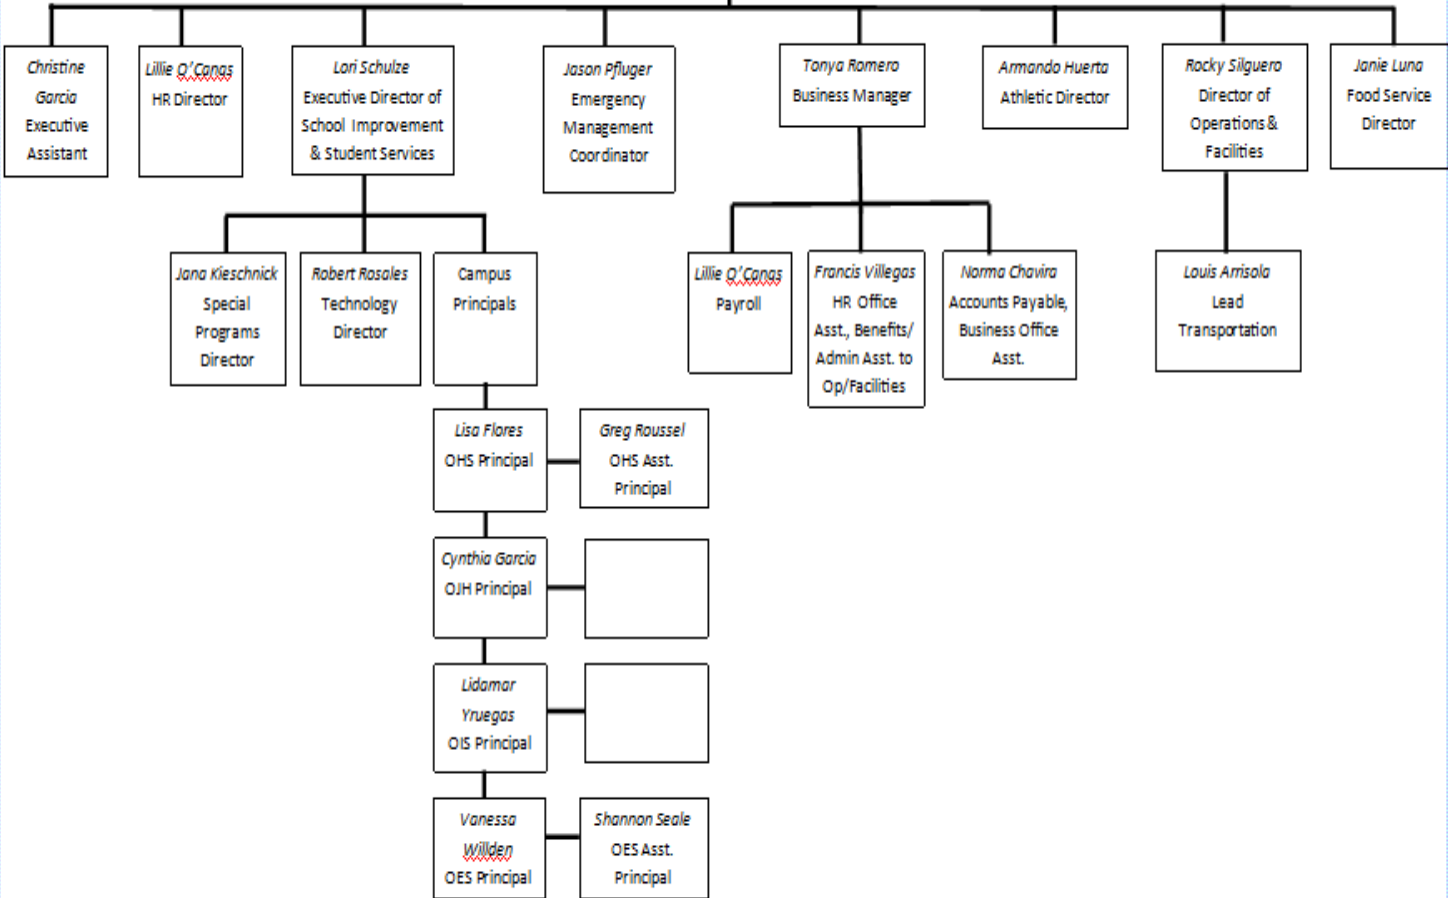 Christine
Garcia
Executive
Assistant
Lillie O'Canas
HR Director
Lori Schulze
Executive Director of
School Improvement
& Student Services
Jason Pfluger
Emergency
Management
Coordinator
Tonya Romero
Business Manager
Armando Huerta
Athletic Director
Rocky Silguero
Director of
Operations &
Facilities
Janie Luna
Food Service
Director
Jana Kieschnick
Special
Programs
Director
Robert Rosales
Technology
Director
Campus
Principals
Lillie O'Canas
Payroll
Francis Villegas
HR Office
Asst., Benefits/
Admin Asst. to
Op/Facilities
Norma Chavira
Accounts Payable,
Business Office
Asst.
Louis Arrisola
Lead
Transportation
Lisa Flores
OHS Principal
Greg Roussel
OHS Asst.
Principal
Cynthia Garcia
OJH Principal
Lidamar
Yruegas
OIS Principal
Vanessa
Willden
OES Principal
Shannon Seale
OES Asst.
Principal